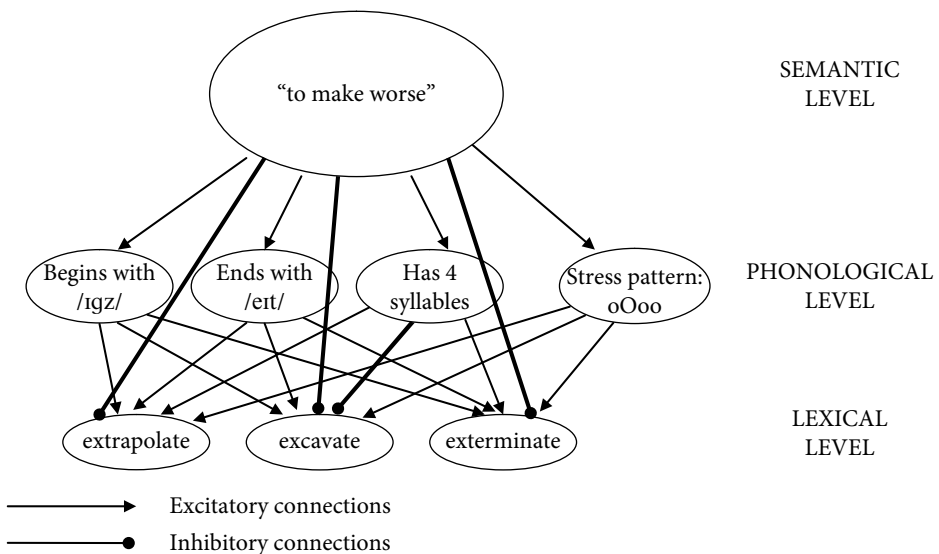 “to make worse”
SEMANTIC
LEVEL
Begins with
/ɪgz/
Ends with
/eɪt/
Has 4
syllables
Stress pattern:
oOoo
PHONOLOGICAL
LEVEL
extrapolate
excavate
exterminate
LEXICAL
LEVEL
Excitatory connections
Inhibitory connections